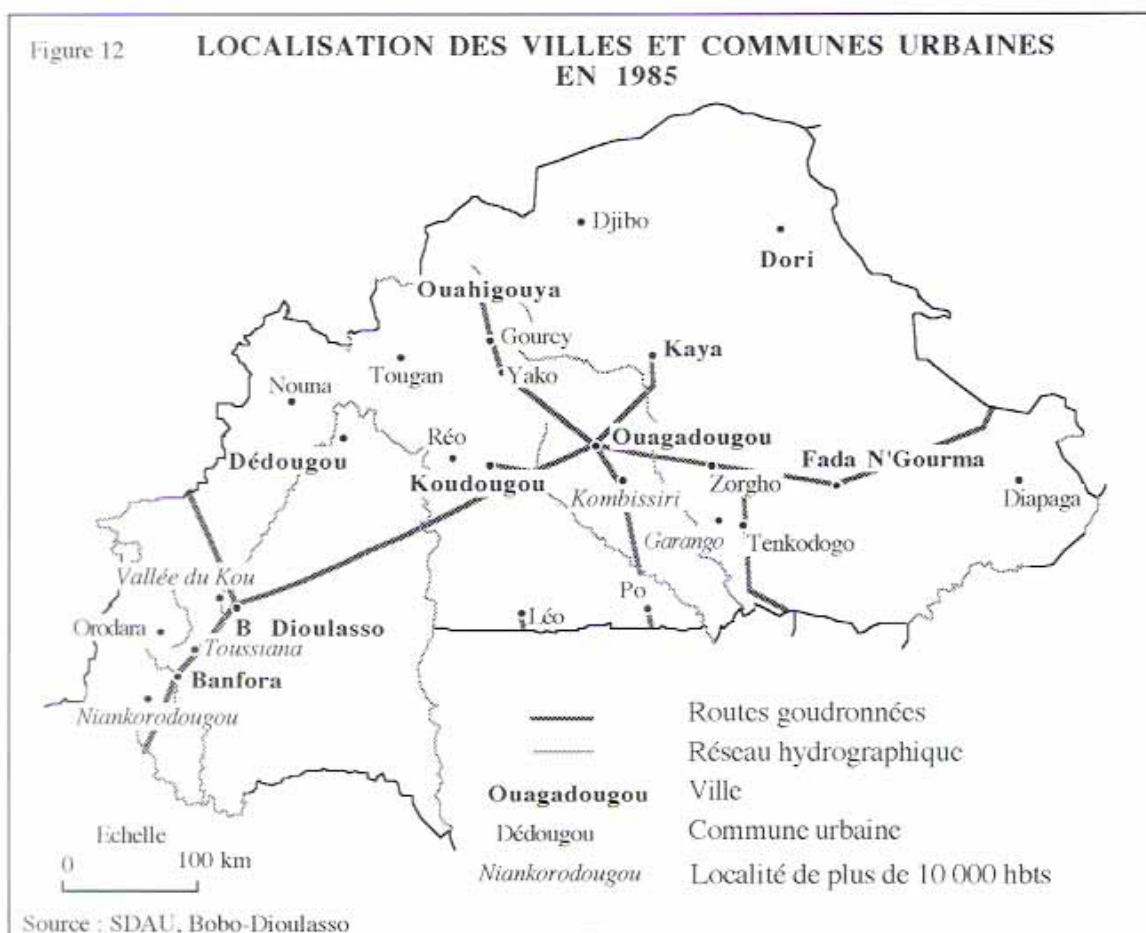 Figure 12
LOCALISATION DES VILLES ET COMMUNES URBAINES
EN 1985
Djibo
Dori
Ouahigouya
Gourcy
Kaya
Tougan
Yako
Nouna
Réo
Ouagadougou
Dédougou
Fada N'Gourma
Koudougou
Zorgho
Kombissiri
Diapaga
Garango
Tenkodogo
Vallée du Kou
Po
Léo
Orodara
B Dioulasso
Toussiana
Banfora
Niankorodougou
Routes goudronnées
Réseau hydrographique
Ouagadougou Ville
Echelle
Dédougou Commune urbaine
0 100 km
Niankorodougou Localité de plus de 10 000 hbts
Source : SDAU, Bobo-Dioulasso